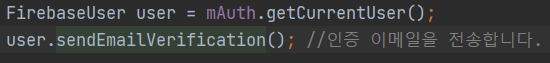 FirebaseUser user = mAuth.getCurrentUser();
user.sendEmailVerification(); //인증 이메일을 전송합니다.